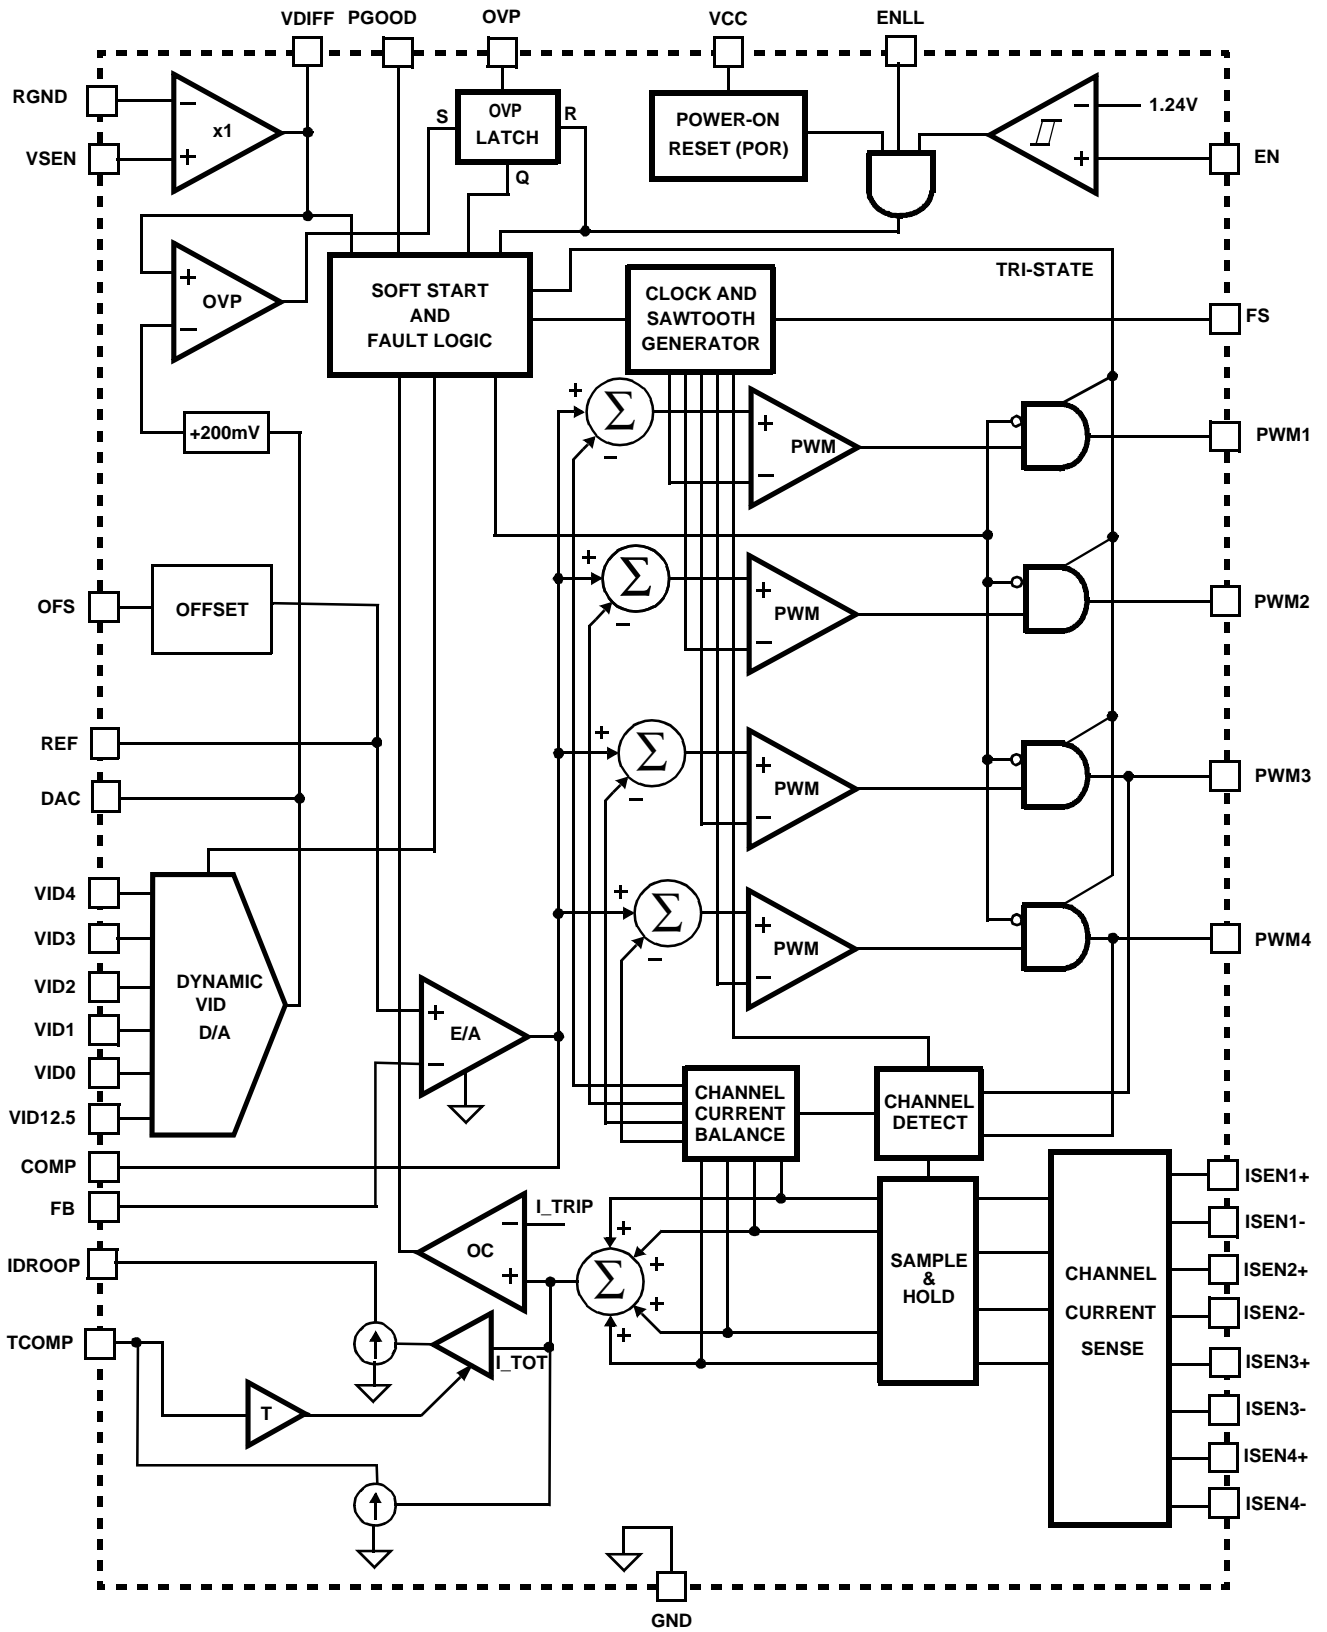 VDIFF PGOOD OVP VCC ENLL
RGND
VSEN
− x1 +
S OVP LATCH R
Q
POWER-ON
RESET (POR)
− 1.24V
+ EN
+ OVP −
SOFT START
AND
FAULT LOGIC
CLOCK AND
SAWTOOTH
GENERATOR
TRI-STATE
FS
+200mV
+ Σ −
+ PWM −
PWM1
OFS
OFFSET
+ Σ −
+ PWM −
PWM2
REF
DAC
+ Σ −
+ PWM −
PWM3
VID4
VID3
VID2
VID1
VID0
VID12.5
DYNAMIC
VID
D/A
+ Σ −
+ PWM −
PWM4
+ E/A −
CHANNEL
CURRENT
BALANCE
CHANNEL
DETECT
COMP
FB
IDROOP
TCOMP
− I_TRIP
OC
+
I_TOT
T
+ + Σ + +
SAMPLE
&
HOLD
CHANNEL
CURRENT
SENSE
ISEN1+
ISEN1-
ISEN2+
ISEN2-
ISEN3+
ISEN3-
ISEN4+
ISEN4-
GND